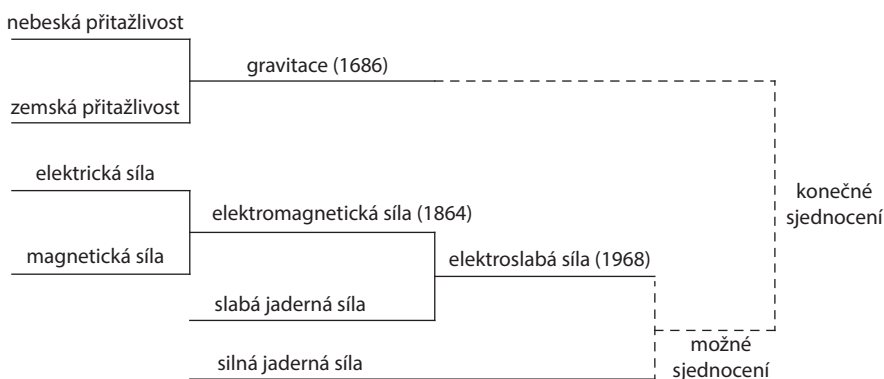 nebeská přitažlivost
gravitace (1686)
zemská přitažlivost
elektrická síla
konečné
sjednocení
elektromagnetická síla (1864)
magnetická síla
elektroslabá síla (1968)
slabá jaderná síla
možné
sjednocení
silná jaderná síla